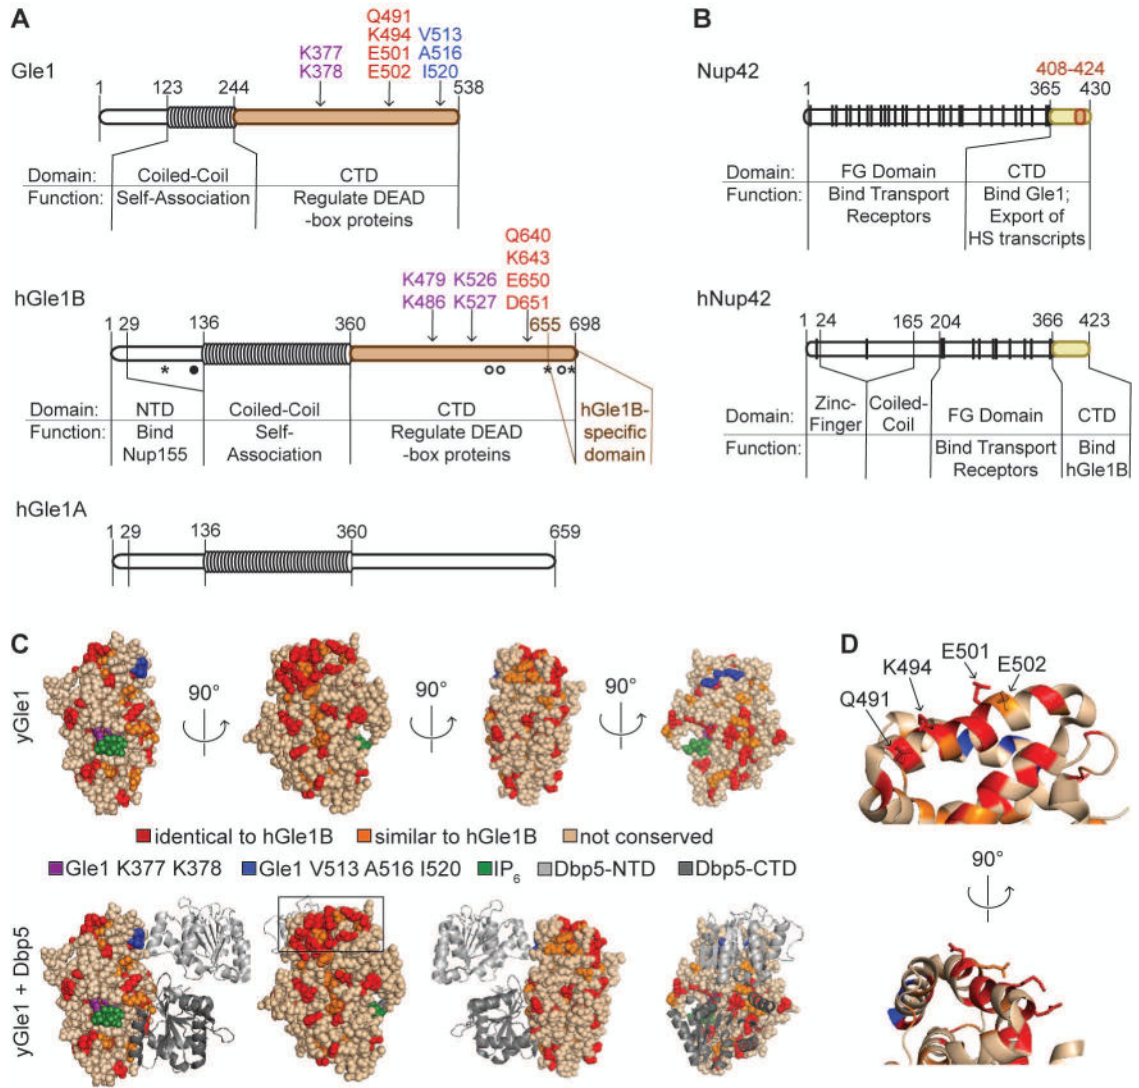 A
Gle1
Q491
K494
E501
E502
K377
K378
V513
A516
I520
1
123
244
538
Domain:
Coiled-Coil
CTD
Function:
Self-Association
Regulate DEAD
-box proteins
hGle1B
Q640
K643
E650
D651
K479
K486
K526
K527
1
29
136
360
655
698
*
*
*
Domain:
NTD
Coiled-Coil
CTD
Function:
Bind
Nup155
Self-
Association
Regulate DEAD
-box proteins
hGle1B-
specific
domain
hGle1A
1
29
136
360
659
B
Nup42
408-424
1
365
430
Domain:
FG Domain
CTD
Function:
Bind Transport
Receptors
Bind Gle1;
Export of
HS transcripts
hNup42
1
24
165
204
366
423
Domain:
Zinc-
Finger
Coiled-
Coil
FG Domain
CTD
Function:
Bind Transport
Receptors
Bind
hGle1B
C
yGle1
90°
90°
90°
identical to hGle1B
similar to hGle1B
not conserved
Gle1 K377 K378
Gle1 V513 A516 I520
IP6
Dbp5-NTD
Dbp5-CTD
yGle1 + Dbp5
D
E501
K494
E502
Q491
90°